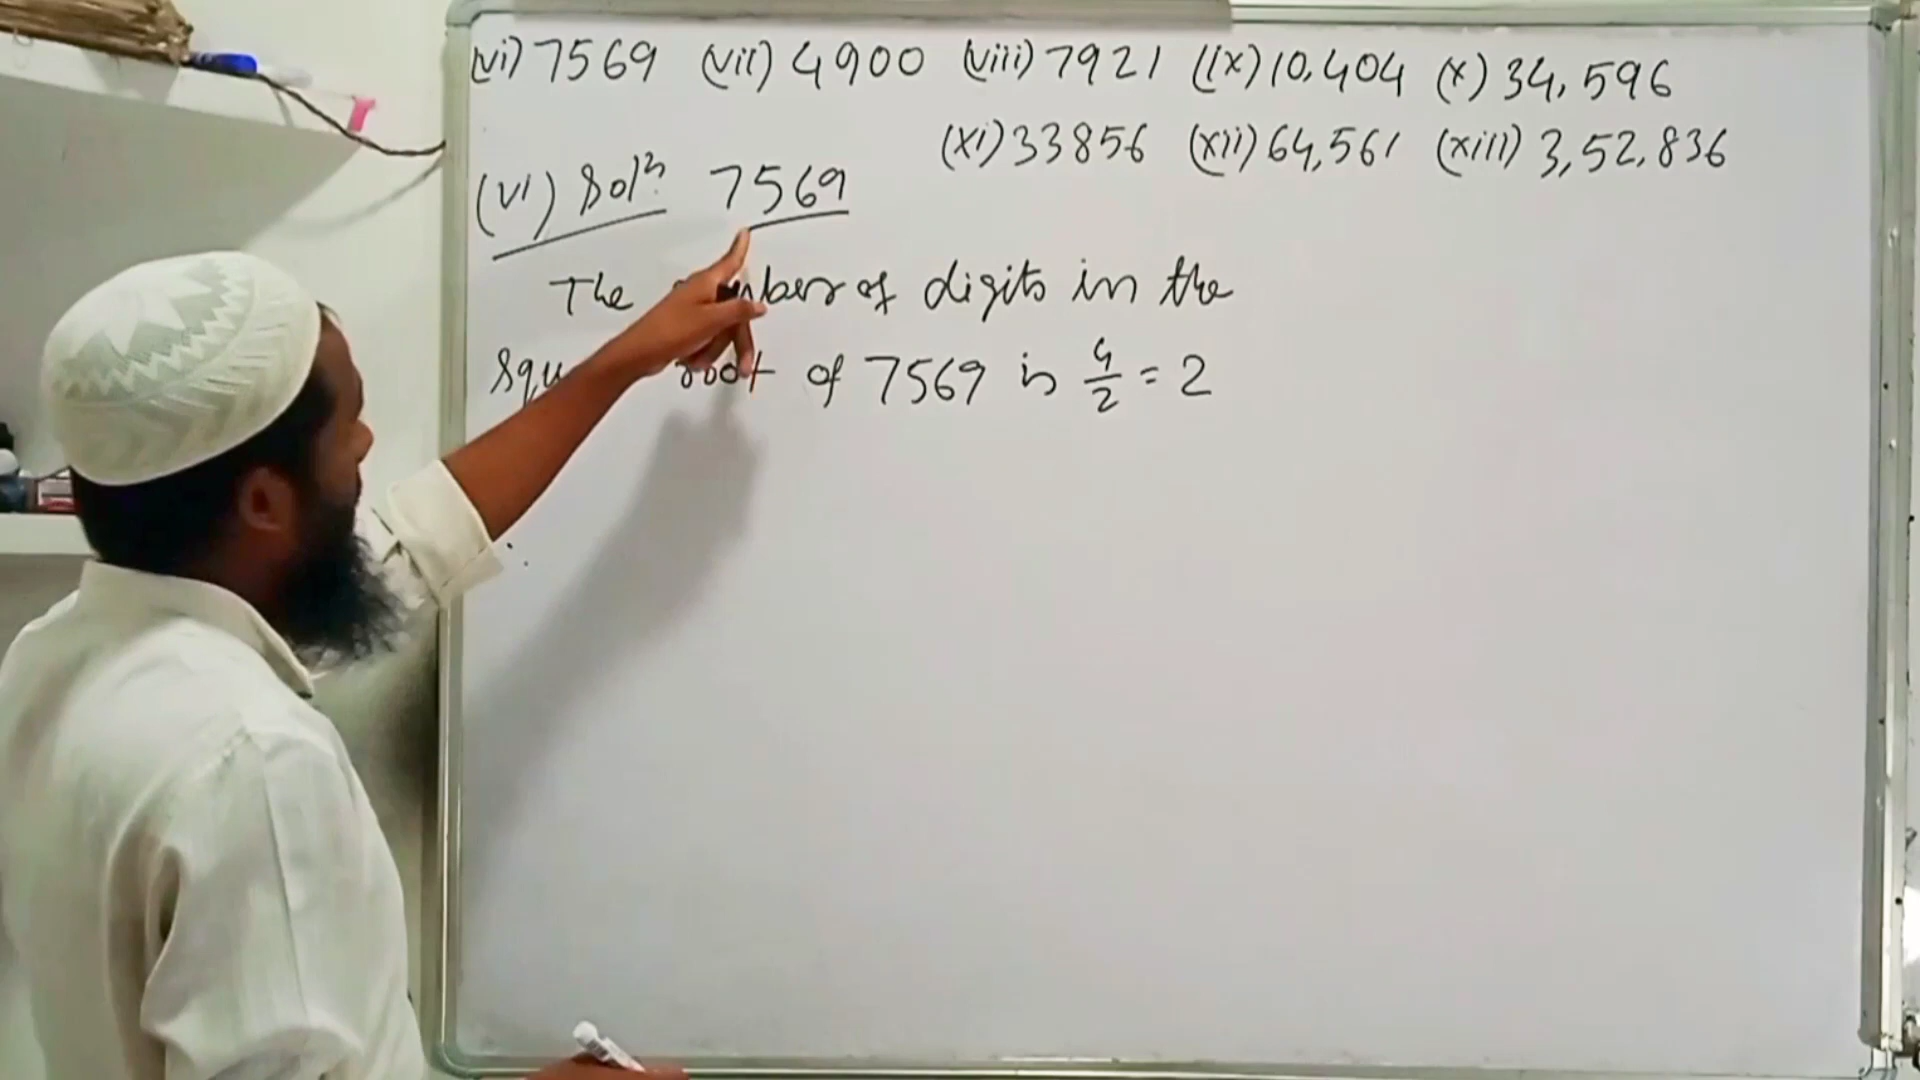 (vi) 7569 (vii) 4900 (viii) 7921 (ix) 10,404 (x) 34,596
(xi) 33856 (xii) 64,561 (xiii) 3,52,836
(vi) Solⁿ 7569
The of digits in the
root of 7569 is 4/2 = 2